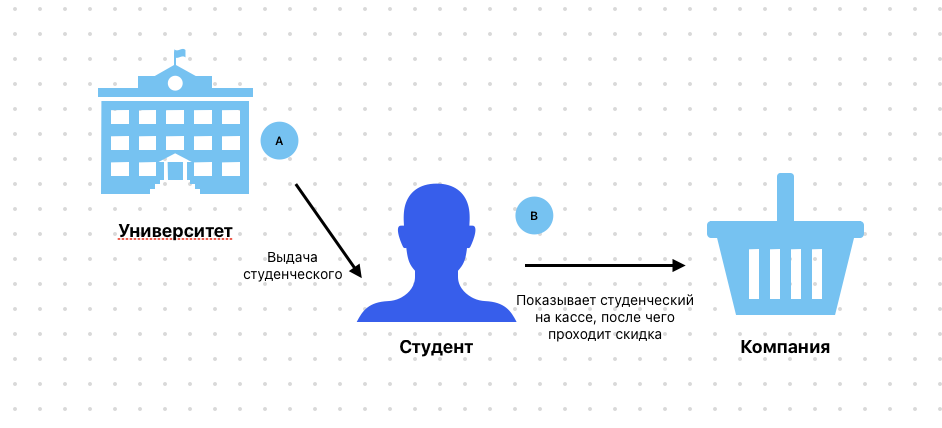 A
Университет
Выдача
студенческого
B
Показывает студенческий
на кассе, после чего
проходит скидка
Студент
Компания